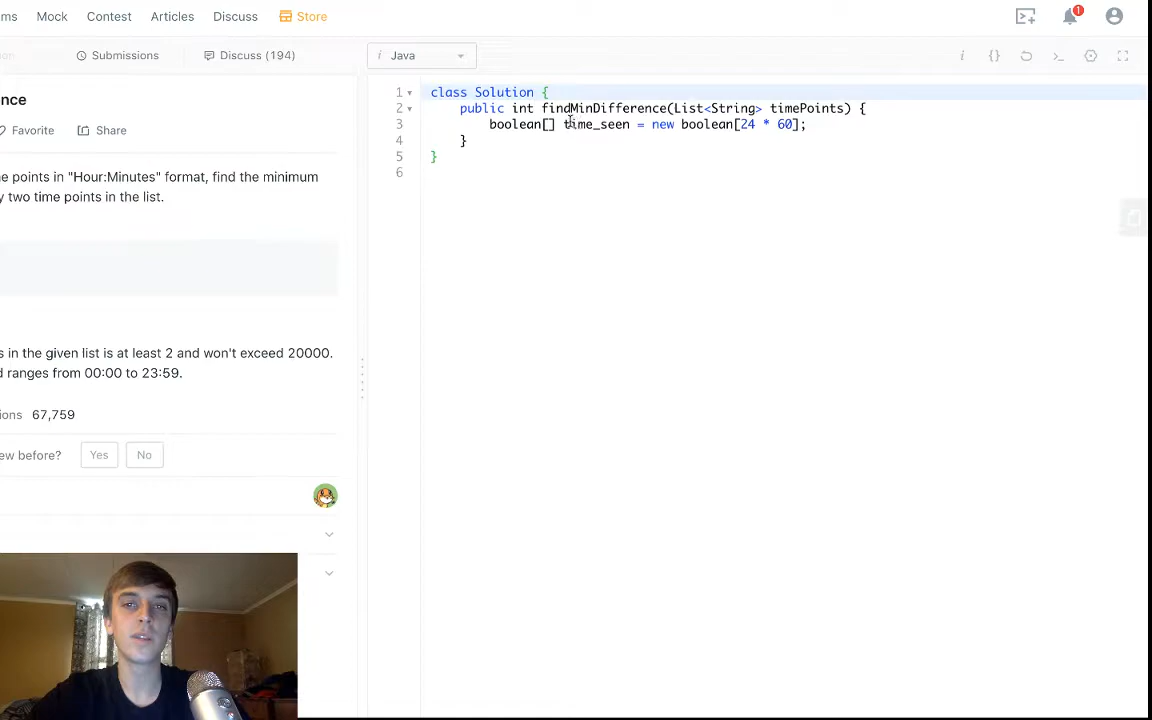 ms Mock Contest Articles Discuss Store 1
Submissions Discuss (194) i Java i {}
nce
Favorite Share
e points in "Hour:Minutes" format, find the minimum
y two time points in the list.
s in the given list is at least 2 and won't exceed 20000.
d ranges from 00:00 to 23:59.
ions 67,759
ew before? Yes No
1 class Solution {
2 public int findMinDifference(List<String> timePoints) {
3 boolean[] time_seen = new boolean[24 * 60];
4 }
5 }
6